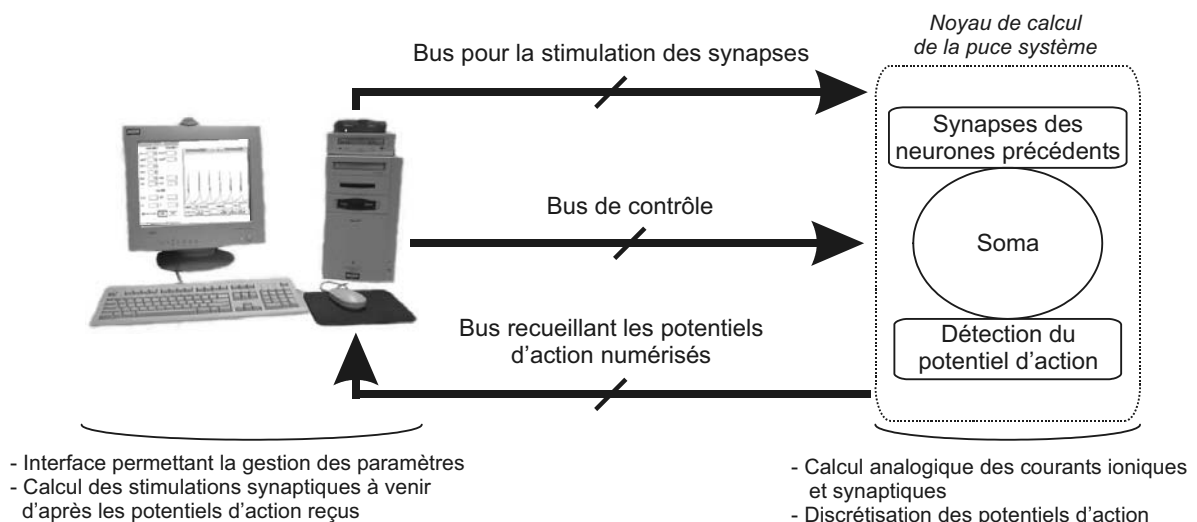 Noyau de calcul
de la puce système
Bus pour la stimulation des synapses
Synapses des
neurones précédents
Bus de contrôle
Soma
Bus recueillant les potentiels
d'action numérisés
Détection du
potentiel d'action
- Interface permettant la gestion des paramètres
- Calcul des stimulations synaptiques à venir
d'après les potentiels d'action reçus
- Calcul analogique des courants ioniques
et synaptiques
- Discrétisation des potentiels d'action